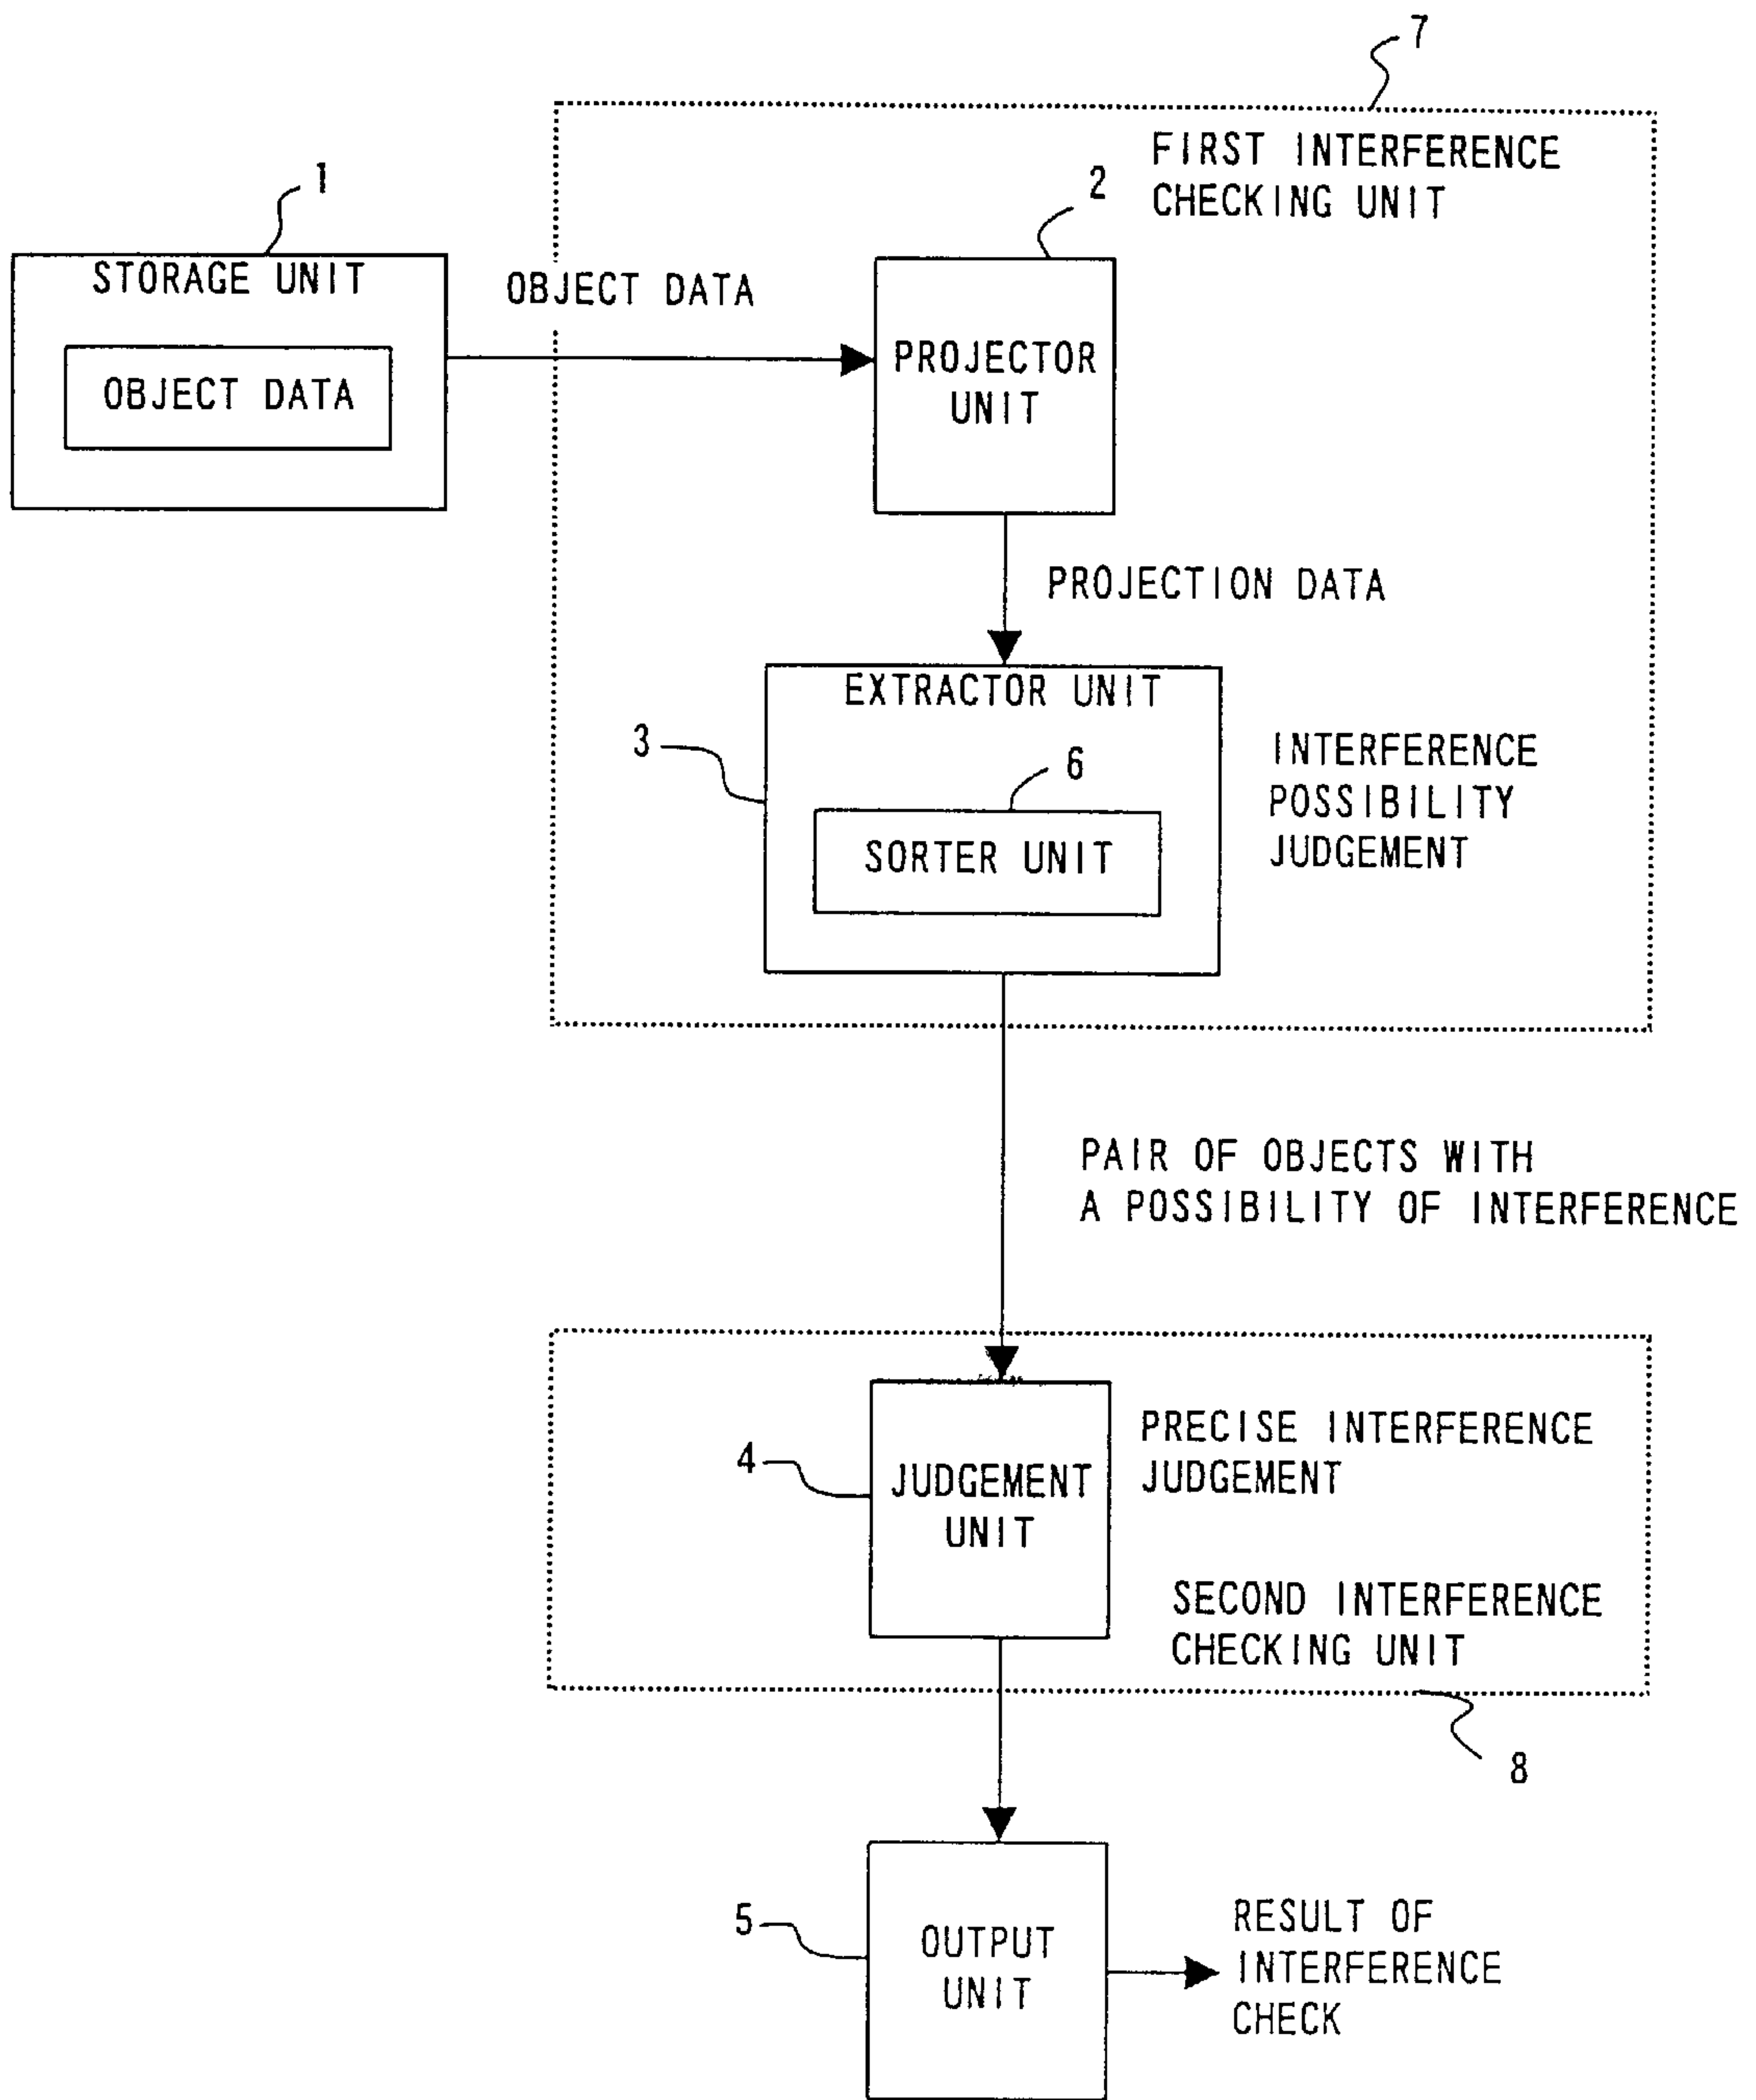 7
FIRST INTERFERENCE
CHECKING UNIT
1
2
STORAGE UNIT
OBJECT DATA
OBJECT DATA
PROJECTOR
UNIT
PROJECTION DATA
EXTRACTOR UNIT
3
6
SORTER UNIT
INTERFERENCE
POSSIBILITY
JUDGEMENT
PAIR OF OBJECTS WITH
A POSSIBILITY OF INTERFERENCE
4
JUDGEMENT
UNIT
PRECISE INTERFERENCE
JUDGEMENT
SECOND INTERFERENCE
CHECKING UNIT
8
5
OUTPUT
UNIT
RESULT OF
INTERFERENCE
CHECK